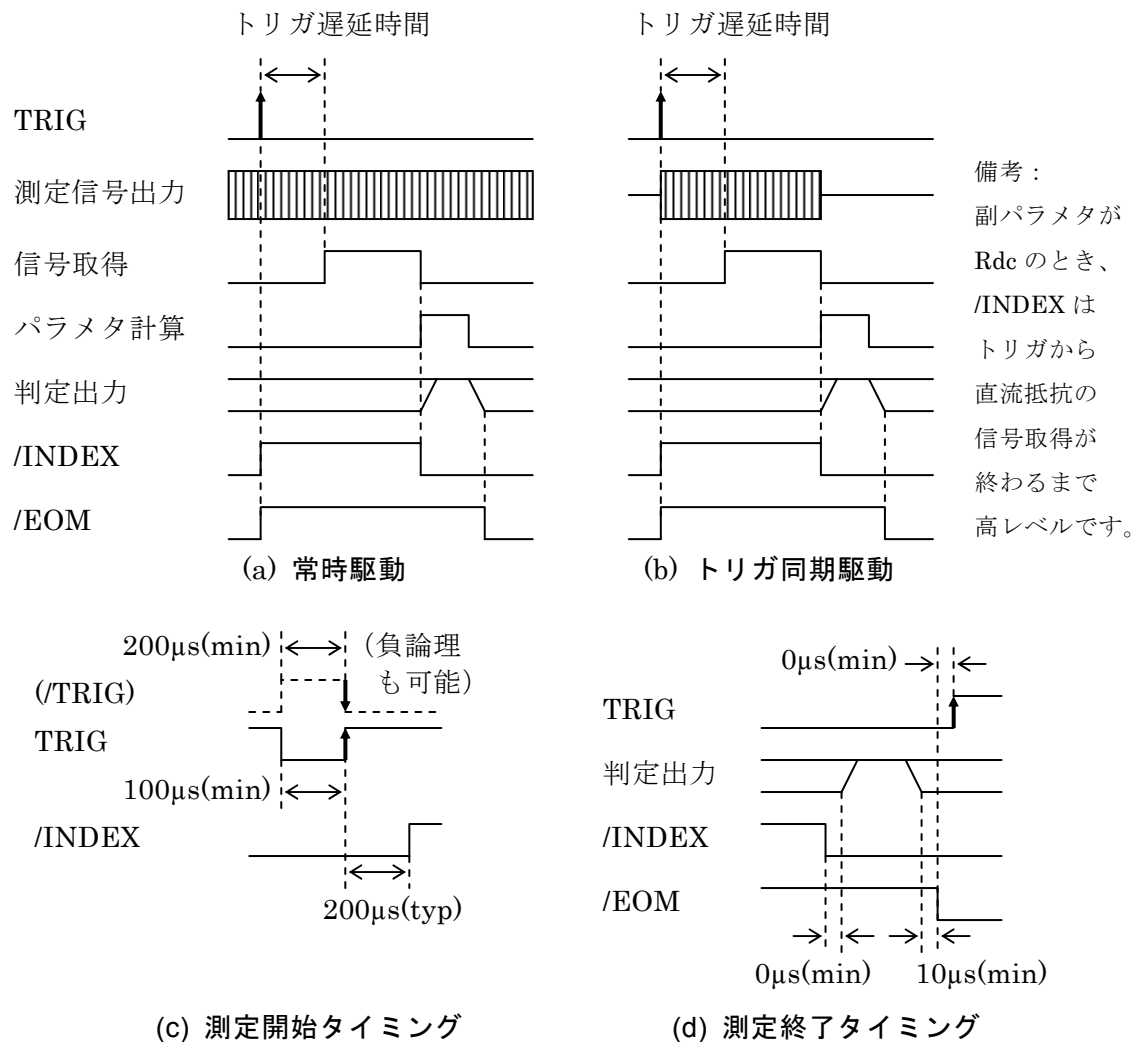 トリガ遅延時間
TRIG
測定信号出力
信号取得
パラメタ計算
判定出力
/INDEX
/EOM
(a) 常時駆動
トリガ遅延時間
(b) トリガ同期駆動
備考：
副パラメタが
Rdc のとき、
/INDEX は
トリガから
直流抵抗の
信号取得が
終わるまで
高レベルです。
200µs(min)
(負論理
も可能)
(/TRIG)
TRIG
100µs(min)
/INDEX
200µs(typ)
(c) 測定開始タイミング
0µs(min)
TRIG
判定出力
/INDEX
/EOM
0µs(min)
10µs(min)
(d) 測定終了タイミング